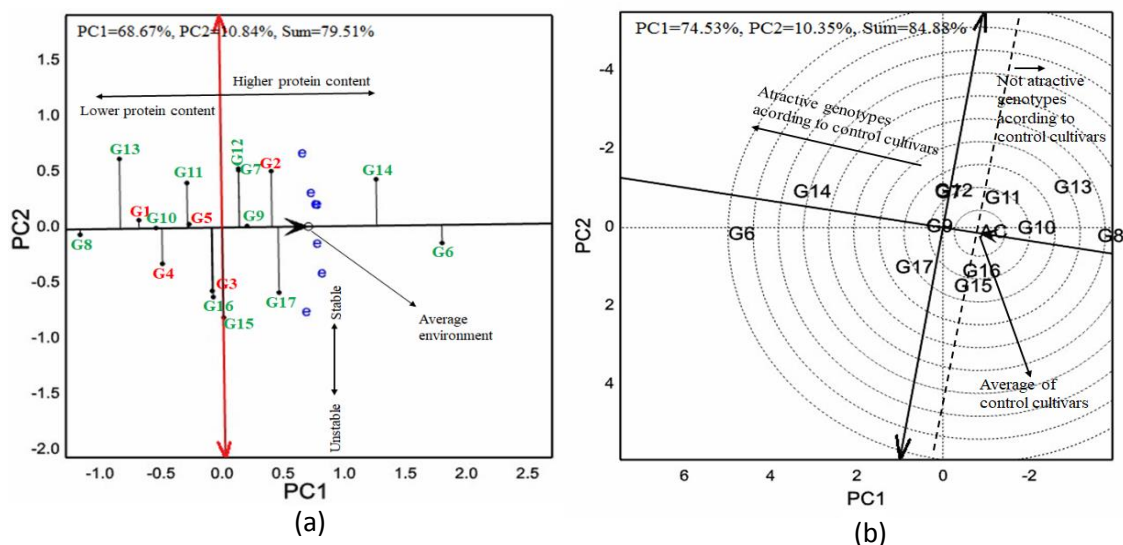 PC1=68.67%, PC2=10.84%, Sum=79.51%
Higher protein content
Lower protein content
PC2
1.5
1.0
0.5
0.0
-0.5
-1.0
-1.5
-2.0
G13
G11
G12
G7
G2
e
e
e
e
G14
G1
G10
G5
G9
G8
G4
G3
G16
G15
G17
e
e
e
G6
Stable
Unstable
Average
environment
-1.0
-0.5
0.0
0.5
1.0
1.5
2.0
2.5
PC1
(a)
PC1=74.53%, PC2=10.35%, Sum=84.88%
Atractive genotypes
acording to control cultivars
Not atractive
genotypes
acording to
control cultivars
PC2
-4
-2
0
2
4
G14
G12
G11
G13
G6
G9
AC
G10
G8
G17
G16
G15
Average of
control cultivars
6
4
2
0
-2
PC1
(b)